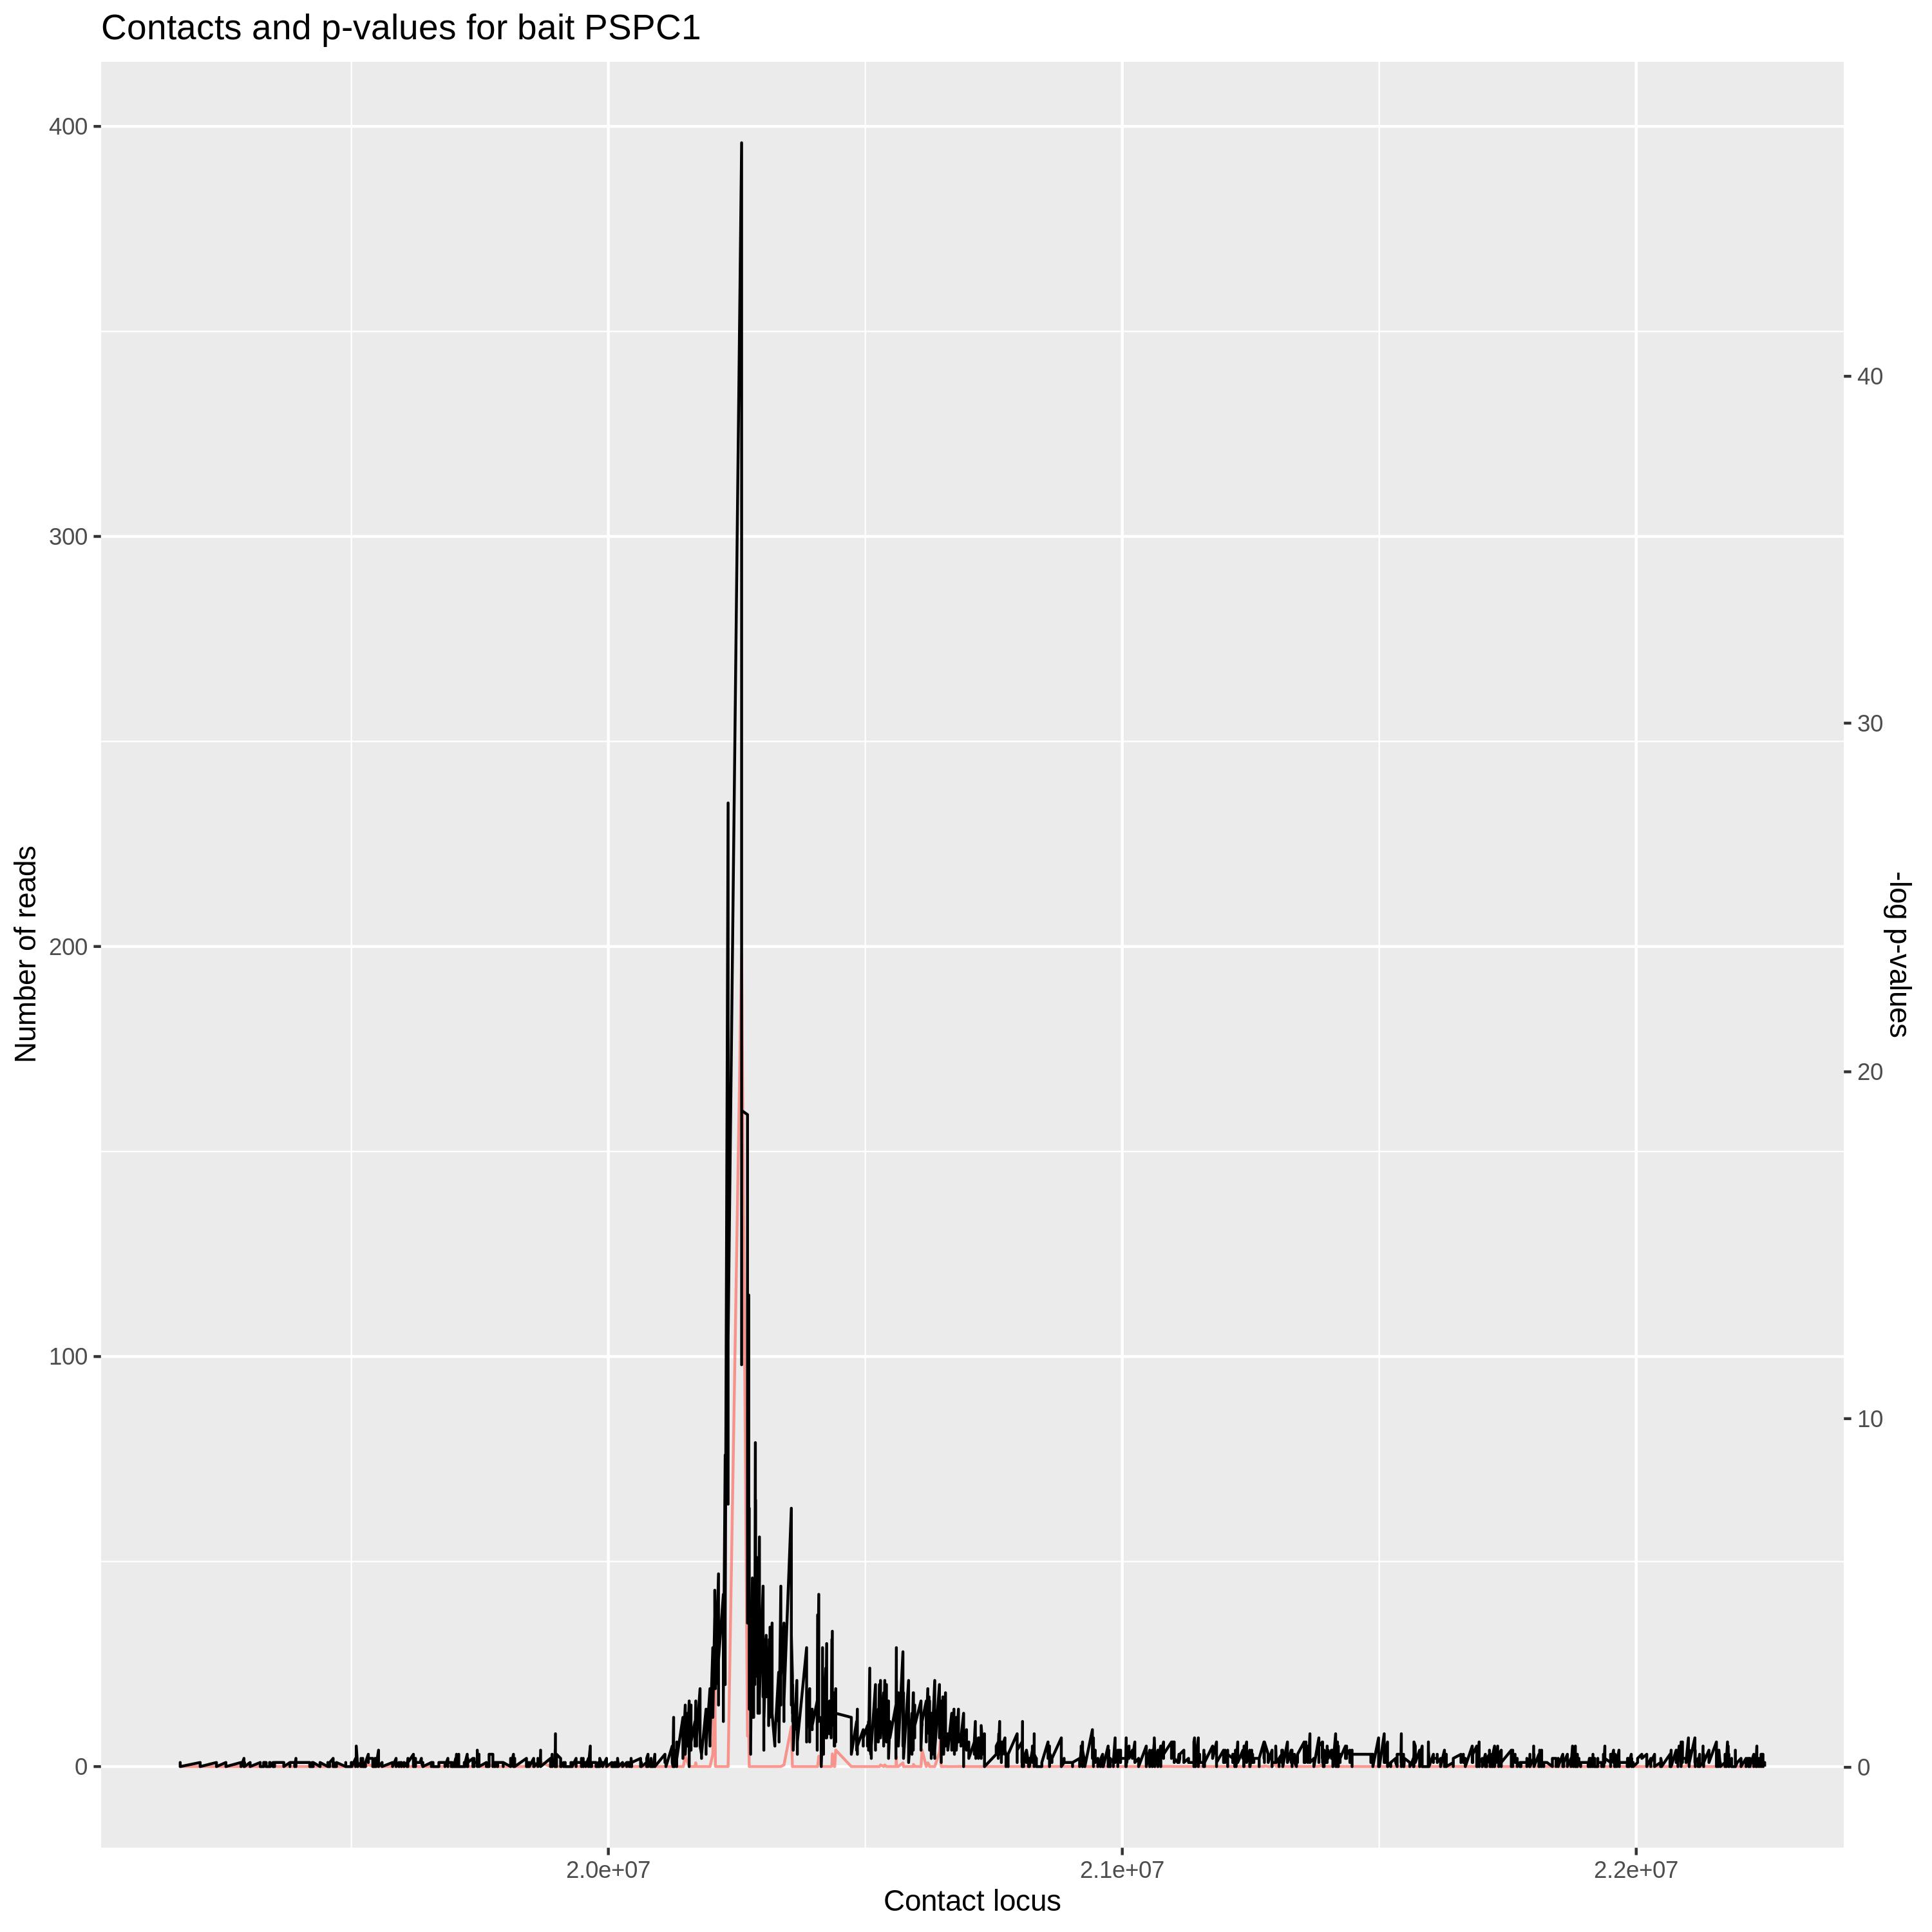 Contacts and p-values for bait PSPC1
400
300
200
100
0
Number of reads
40
30
20
10
0
-log p-values
2.0e+07
2.1e+07
2.2e+07
Contact locus